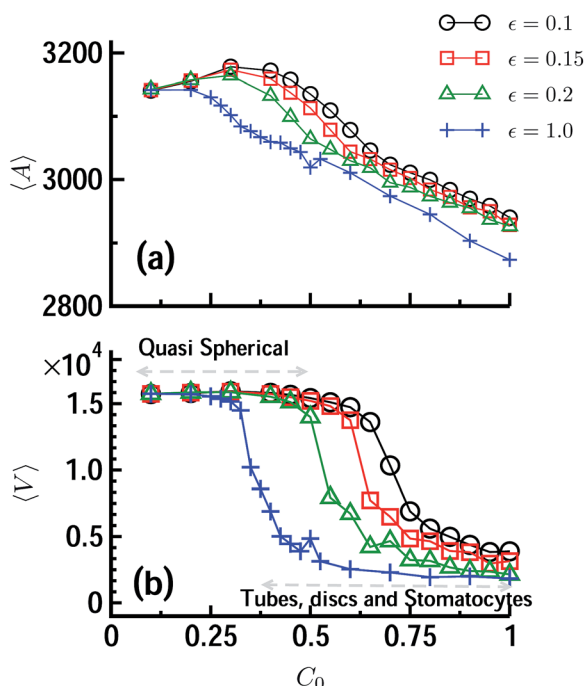 ϵ = 0.1
ϵ = 0.15
ϵ = 0.2
ϵ = 1.0
3200
3000
2800
⟨A⟩
(a)
×10⁴
Quasi Spherical
1.5
1.0
0.5
0
⟨V⟩
(b)
Tubes, discs and Stomatocytes
0 0.25 0.5 0.75 1
C₀